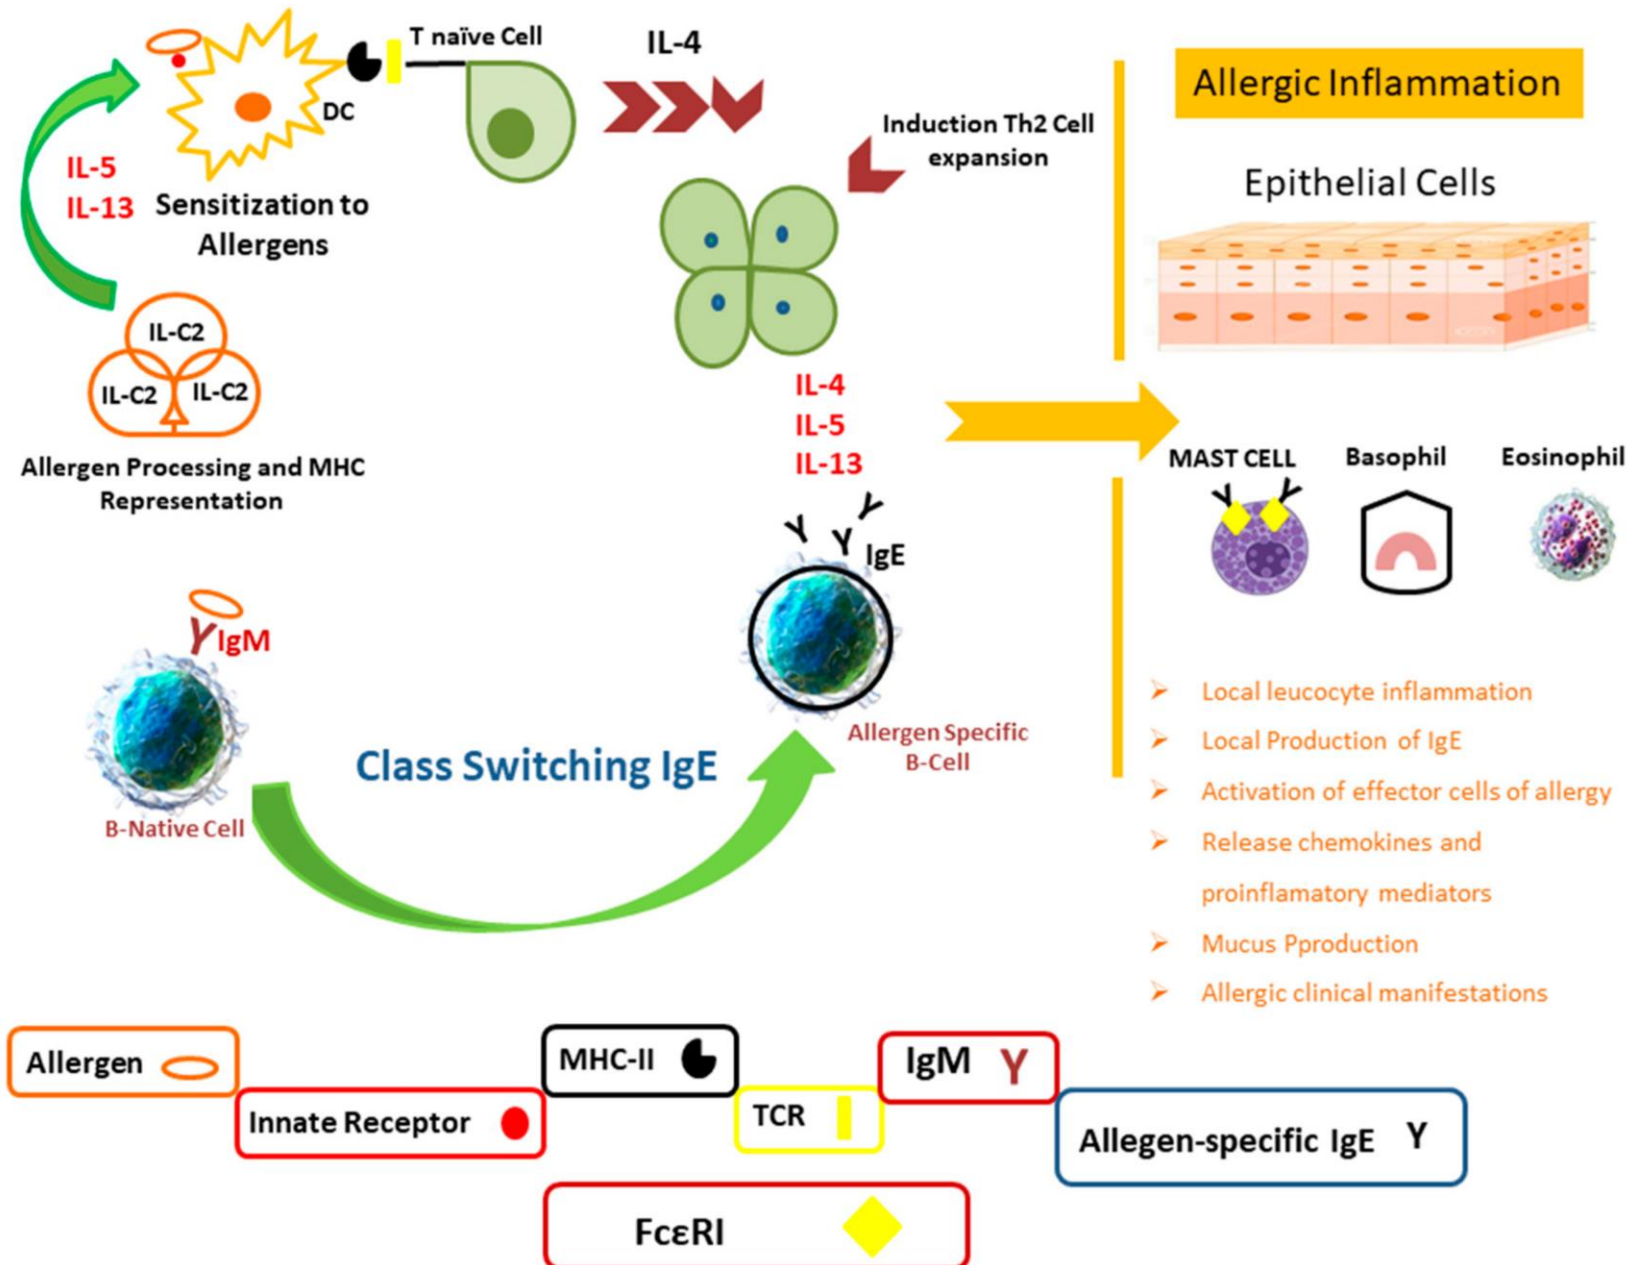 T naïve Cell
IL-4
DC
IL-5
IL-13
Sensitization to
Allergens
Induction Th2 Cell
expansion
IL-C2
IL-C2
IL-C2
Allergen Processing and MHC
Representation
IL-4
IL-5
IL-13
IgE
IgM
B-Native Cell
Class Switching IgE
Allergen Specific
B-Cell
Allergic Inflammation
Epithelial Cells
MAST CELL
Basophil
Eosinophil
Local leucocyte inflammation
Local Production of IgE
Activation of effector cells of allergy
Release chemokines and
proinflamatory mediators
Mucus Pproduction
Allergic clinical manifestations
Allergen
Innate Receptor
MHC-II
TCR
IgM
Allegen-specific IgE
FcεRI